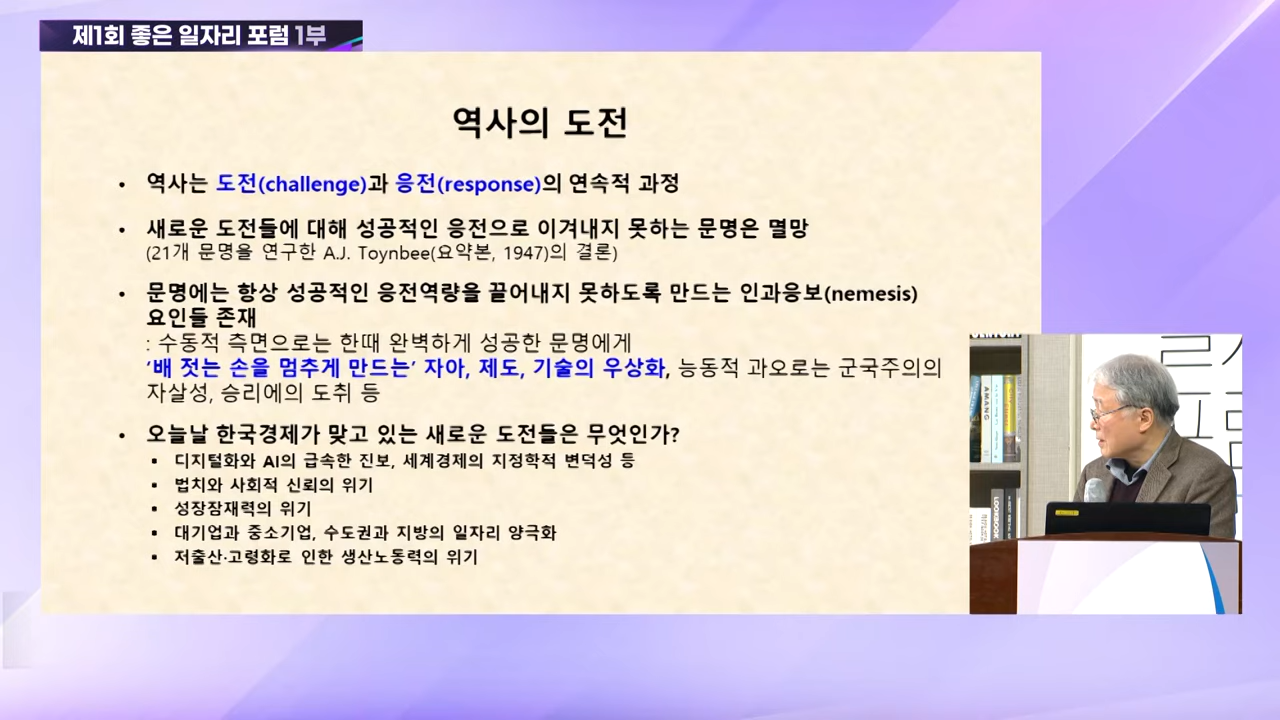 제1회 좋은 일자리 포럼 1부
역사의 도전
• 역사는 도전(challenge)과 응전(response)의 연속적 과정
• 새로운 도전들에 대해 성공적인 응전으로 이겨내지 못하는 문명은 멸망
(21개 문명을 연구한 A.J. Toynbee(요약본, 1947)의 결론)
• 문명에는 항상 성공적인 응전역량을 끌어내지 못하도록 만드는 인과응보(nemesis)
요인들 존재
: 수동적 측면으로는 한때 완벽하게 성공한 문명에게
‘배 젓는 손을 멈추게 만드는’ 자아, 제도, 기술의 우상화, 능동적 과오로는 군국주의의
자살성, 승리에의 도취 등
• 오늘날 한국경제가 맞고 있는 새로운 도전들은 무엇인가?
▪ 디지털화와 AI의 급속한 진보, 세계경제의 지정학적 변덕성 등
▪ 법치와 사회적 신뢰의 위기
▪ 성장잠재력의 위기
▪ 대기업과 중소기업, 수도권과 지방의 일자리 양극화
▪ 저출산·고령화로 인한 생산노동력의 위기
AMANG
LOOKBOOK